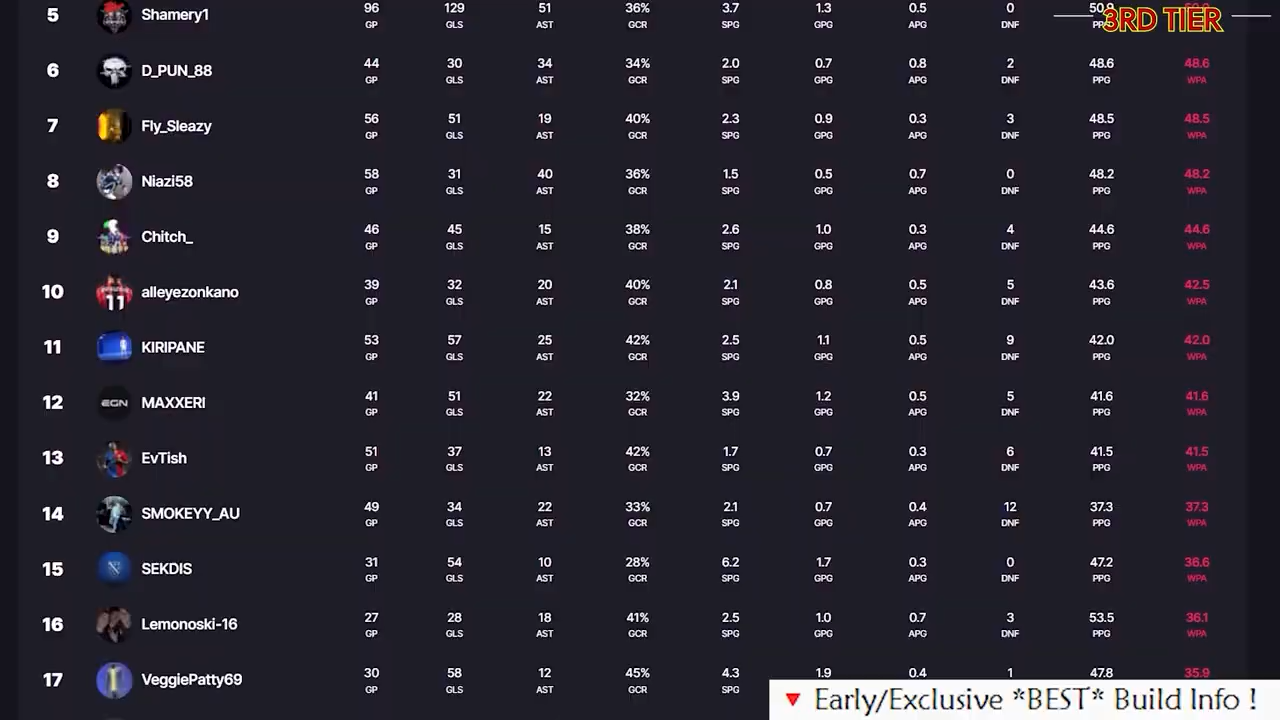 5 Shamery1 96 129 51 36% 3.7 1.3 0.5 0 50.9
GP GLS AST GCR SPG GPG APG DNF
3RD TIER
6 D_PUN_88 44 30 34 34% 2.0 0.7 0.8 2 48.6 48.6
GP GLS AST GCR SPG GPG APG DNF PPG WPA
7 Fly_Sleazy 56 51 19 40% 2.3 0.9 0.3 3 48.5 48.5
GP GLS AST GCR SPG GPG APG DNF PPG WPA
8 Niazi58 58 31 40 36% 1.5 0.5 0.7 0 48.2 48.2
GP GLS AST GCR SPG GPG APG DNF PPG WPA
9 Chitch_ 46 45 15 38% 2.6 1.0 0.3 4 44.6 44.6
GP GLS AST GCR SPG GPG APG DNF PPG WPA
10 alleyezonkano 39 32 20 40% 2.1 0.8 0.5 5 43.6 42.5
GP GLS AST GCR SPG GPG APG DNF PPG WPA
11 KIRIPANE 53 57 25 42% 2.5 1.1 0.5 9 42.0 42.0
GP GLS AST GCR SPG GPG APG DNF PPG WPA
12 EGN MAXXERI 41 51 22 32% 3.9 1.2 0.5 5 41.6 41.6
GP GLS AST GCR SPG GPG APG DNF PPG WPA
13 EvTish 51 37 13 42% 1.7 0.7 0.3 6 41.5 41.5
GP GLS AST GCR SPG GPG APG DNF PPG WPA
14 SMOKEYY_AU 49 34 22 33% 2.1 0.7 0.4 12 37.3 37.3
GP GLS AST GCR SPG GPG APG DNF PPG WPA
15 SEKDIS 31 54 10 28% 6.2 1.7 0.3 0 47.2 36.6
GP GLS AST GCR SPG GPG APG DNF PPG WPA
16 Lemonoski-16 27 28 18 41% 2.5 1.0 0.7 3 53.5 36.1
GP GLS AST GCR SPG GPG APG DNF PPG WPA
17 VeggiePatty69 30 58 12 45% 4.3 1.9 0.4 1 47.8 35.9
GP GLS AST GCR SPG
Early/Exclusive *BEST* Build Info !